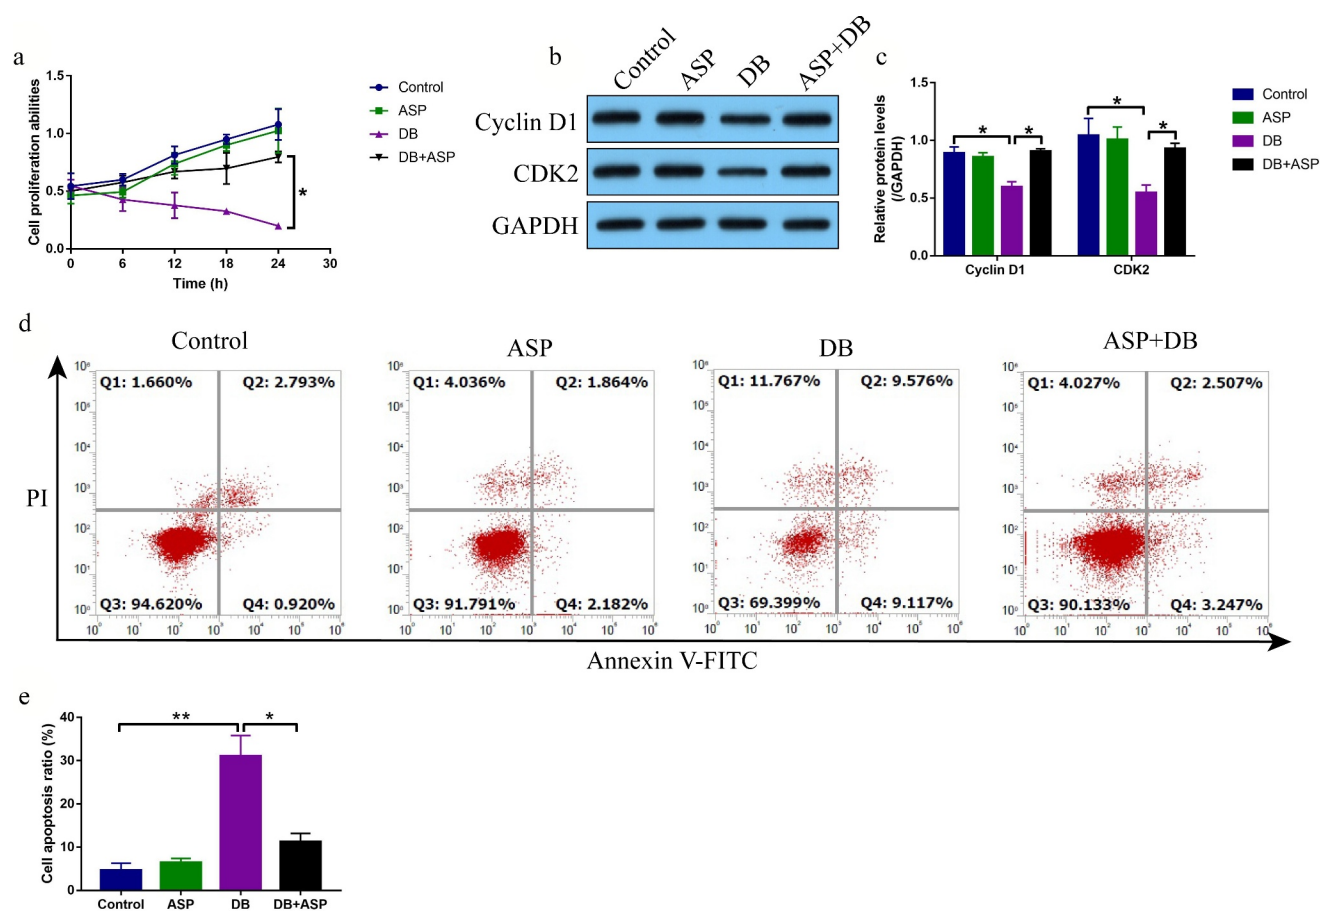 a
1.5
1.0
0.5
0.0
0 6 12 18 24 30
Time (h)
Cell proliferation abilities
Control
ASP
DB
DB+ASP
*
b
Control ASP DB ASP+DB
Cyclin D1
CDK2
GAPDH
c
1.5
1.0
0.5
0.0
Relative protein levels
(/GAPDH)
* * * *
Cyclin D1 CDK2
Control
ASP
DB
DB+ASP
d
Control ASP DB ASP+DB
PI
Q1: 1.660% Q2: 2.793%
Q3: 94.620% Q4: 0.920%
Q1: 4.036% Q2: 1.864%
Q3: 91.791% Q4: 2.182%
Q1: 11.767% Q2: 9.576%
Q3: 69.399% Q4: 9.117%
Q1: 4.027% Q2: 2.507%
Q3: 90.133% Q4: 3.247%
Annexin V-FITC
e
40
30
20
10
0
Cell apoptosis ratio (%)
** *
Control ASP DB DB+ASP